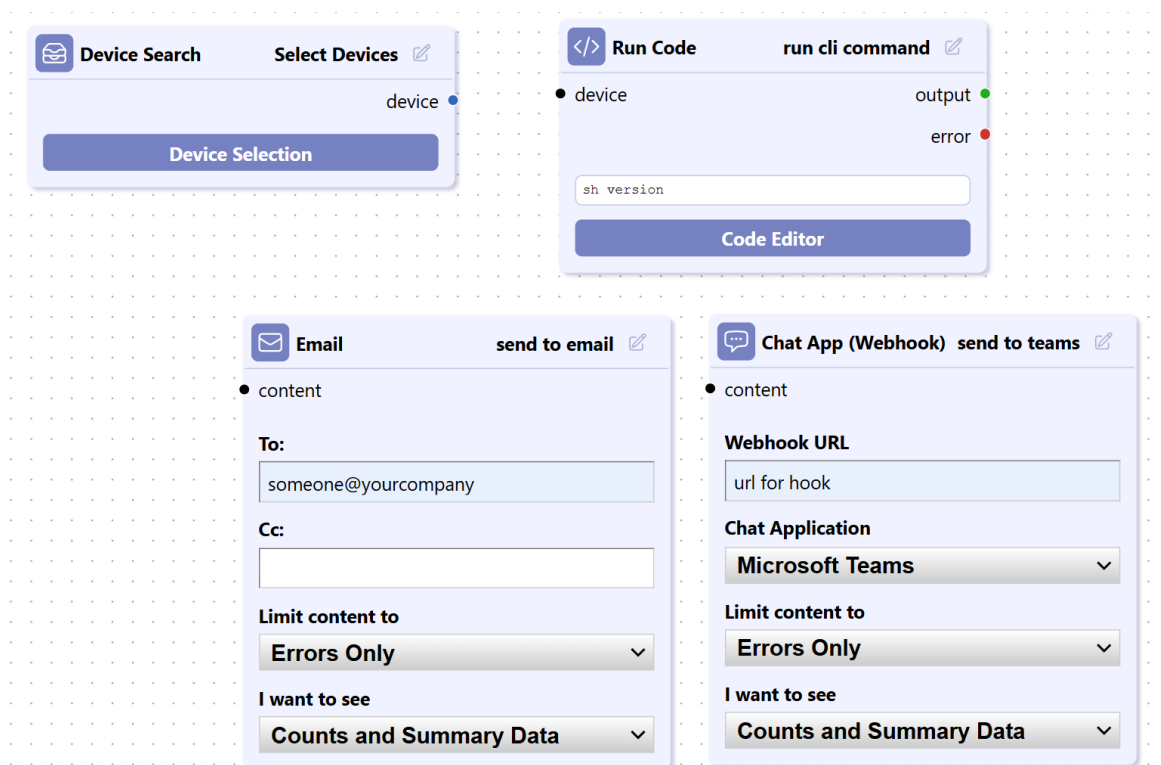 Device Search Select Devices
device
Device Selection
Run Code run cli command
device output
error
sh version
Code Editor
Email send to email
content
To:
someone@yourcompany
Cc:
Limit content to
Errors Only
I want to see
Counts and Summary Data
Chat App (Webhook) send to teams
content
Webhook URL
url for hook
Chat Application
Microsoft Teams
Limit content to
Errors Only
I want to see
Counts and Summary Data